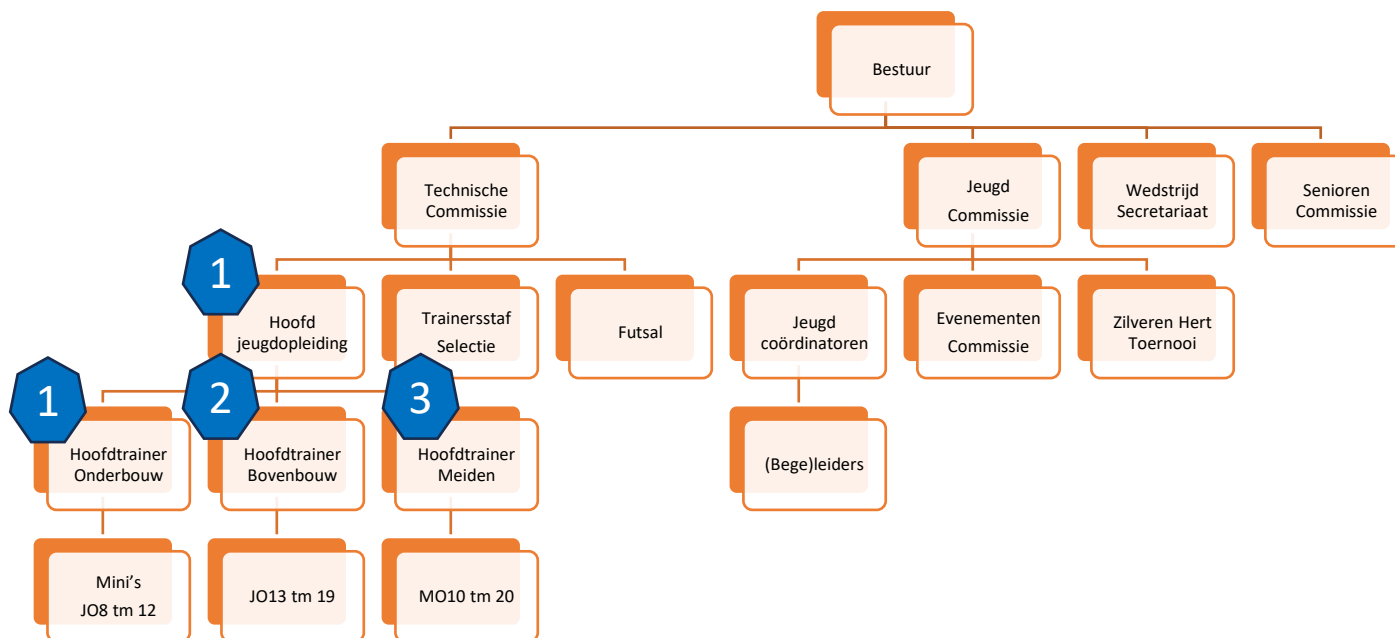 Bestuur
Technische
Commissie
Jeugd
Commissie
Wedstrijd
Secretariaat
Senioren
Commissie
1
Hoofd
jeugdopleiding
Trainersstaf
Selectie
Futsal
Jeugd
coördinatoren
Evenementen
Commissie
Zilveren Hert
Toernooi
1
2
3
Hoofdtrainer
Onderbouw
Hoofdtrainer
Bovenbouw
Hoofdtrainer
Meiden
(Bege)leiders
Mini's
JO8 tm 12
JO13 tm 19
MO10 tm 20